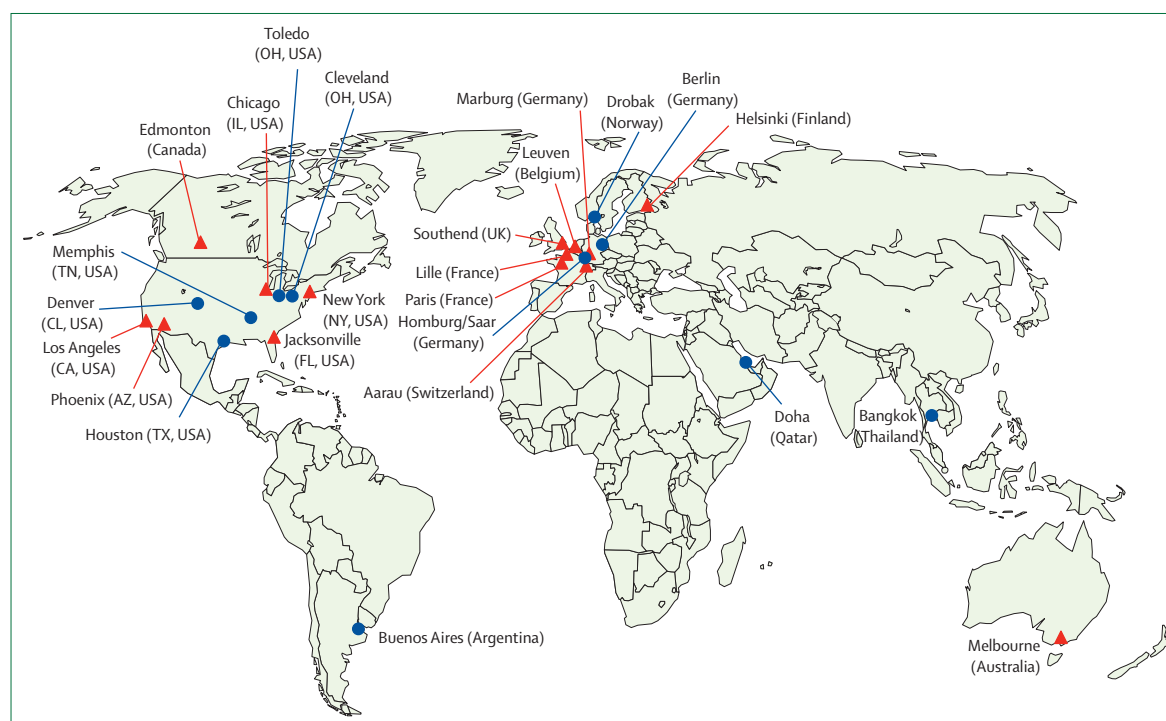 Toledo
(OH, USA)
Cleveland
(OH, USA)
Chicago
(IL, USA)
Edmonton
(Canada)
Memphis
(TN, USA)
Denver
(CL, USA)
Los Angeles
(CA, USA)
Phoenix (AZ, USA)
Houston (TX, USA)
New York
(NY, USA)
Jacksonville
(FL, USA)
Buenos Aires (Argentina)
Marburg (Germany)
Drobak
(Norway)
Berlin
(Germany)
Helsinki (Finland)
Leuven
(Belgium)
Southend (UK)
Lille (France)
Paris (France)
Homburg/Saar
(Germany)
Aarau (Switzerland)
Doha
(Qatar)
Bangkok
(Thailand)
Melbourne
(Australia)